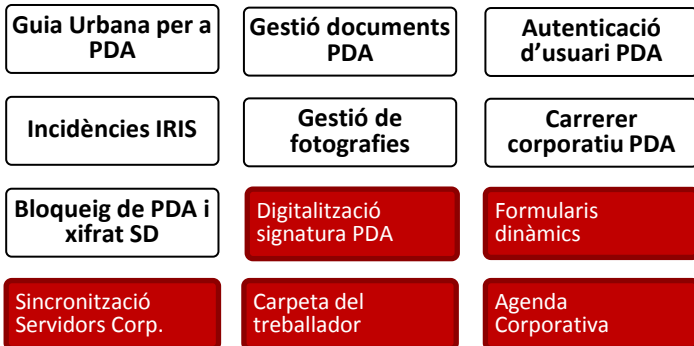 Guia Urbana per a
PDA
Gestió documents
PDA
Autenticació
d’usuari PDA
Incidències IRIS
Gestió de
fotografies
Carrerer
corporatiu PDA
Bloqueig de PDA i
xifrat SD
Digitalització
signatura PDA
Formularis
dinàmics
Sincronització
Servidors Corp.
Carpeta del
treballador
Agenda
Corporativa